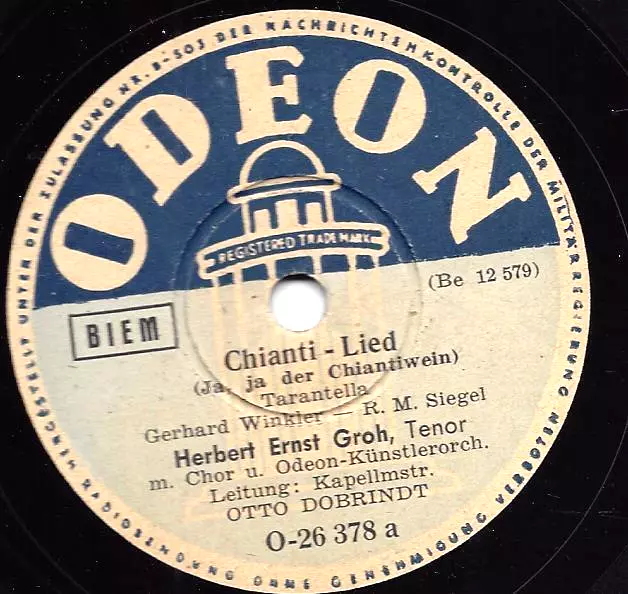 HERGESTELLT UNTER DER ZULASSUNG NR. B-503 DER NACHRICHTENKONTROLLE DER MILITÄRREGIERUNG
RADIOSENDUNG OHNE GENEHMIGUNG VERBOTEN
ODEON
REGISTERED TRADE MARK
(Be 12 579)
BIEM
Chianti - Lied
(Ja, ja der Chiantiwein)
Tarantella
Gerhard Winkler — R. M. Siegel
Herbert Ernst Groh, Tenor
m. Chor u. Odeon-Künstlerorch.
Leitung: Kapellmstr.
OTTO DOBRINDT
O-26 378 a